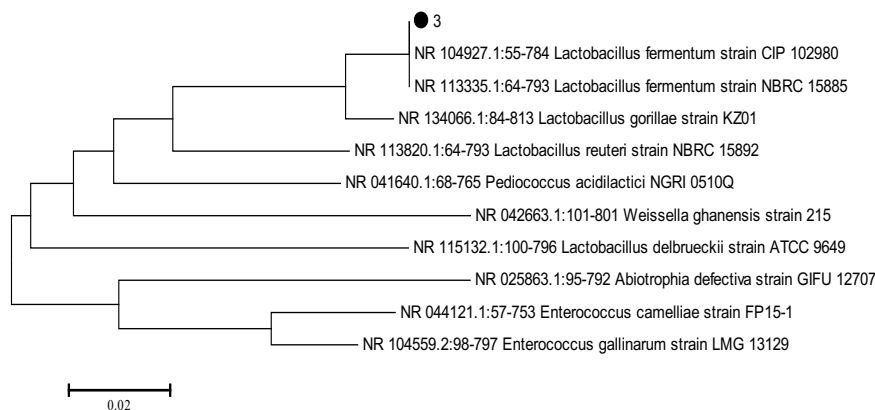 3
NR 104927.1:55-784 Lactobacillus fermentum strain CIP 102980
NR 113335.1:64-793 Lactobacillus fermentum strain NBRC 15885
NR 134066.1:84-813 Lactobacillus gorillae strain KZ01
NR 113820.1:64-793 Lactobacillus reuteri strain NBRC 15892
NR 041640.1:68-765 Pediococcus acidilactici NGRI 0510Q
NR 042663.1:101-801 Weissella ghanensis strain 215
NR 115132.1:100-796 Lactobacillus delbrueckii strain ATCC 9649
NR 025863.1:95-792 Abiotrophia defectiva strain GIFU 12707
NR 044121.1:57-753 Enterococcus camelliae strain FP15-1
NR 104559.2:98-797 Enterococcus gallinarum strain LMG 13129
0.02